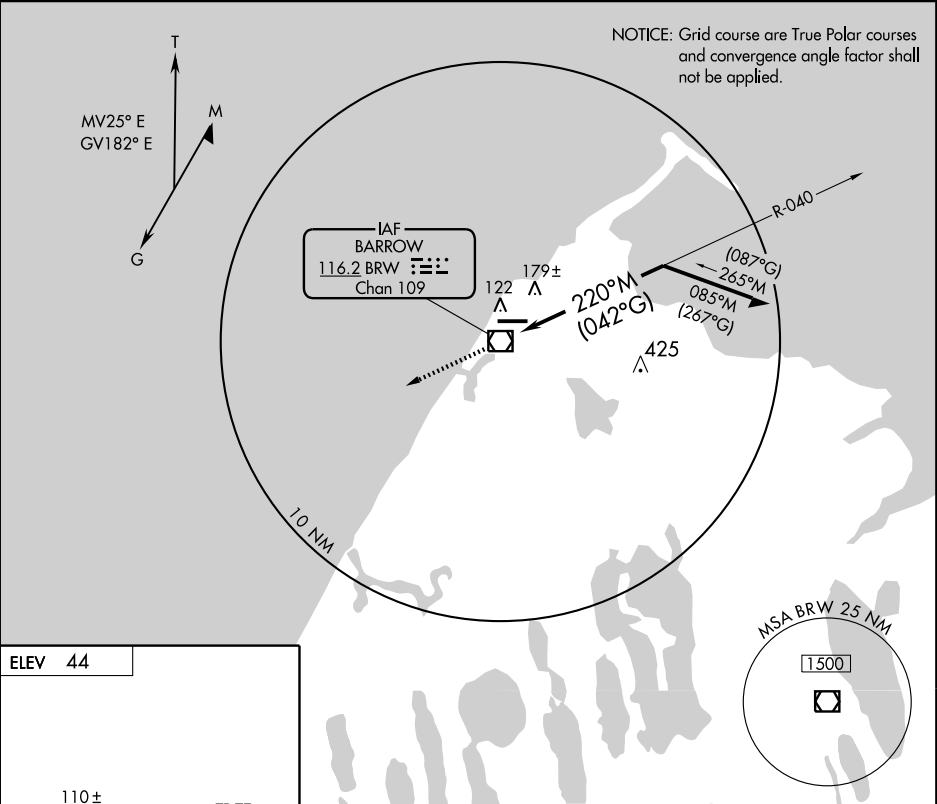 NOTICE: Grid course are True Polar courses
and convergence angle factor shall
not be applied.
T
M
MV25° E
GV182° E
G
R-040
IAF
BARROW
116.2 BRW
Chan 109
(087°G)
265°M
085°M
(267°G)
122
179±
220°M
(042°G)
425
10 NM
MSA BRW 25 NM
1500
ELEV 44
110±